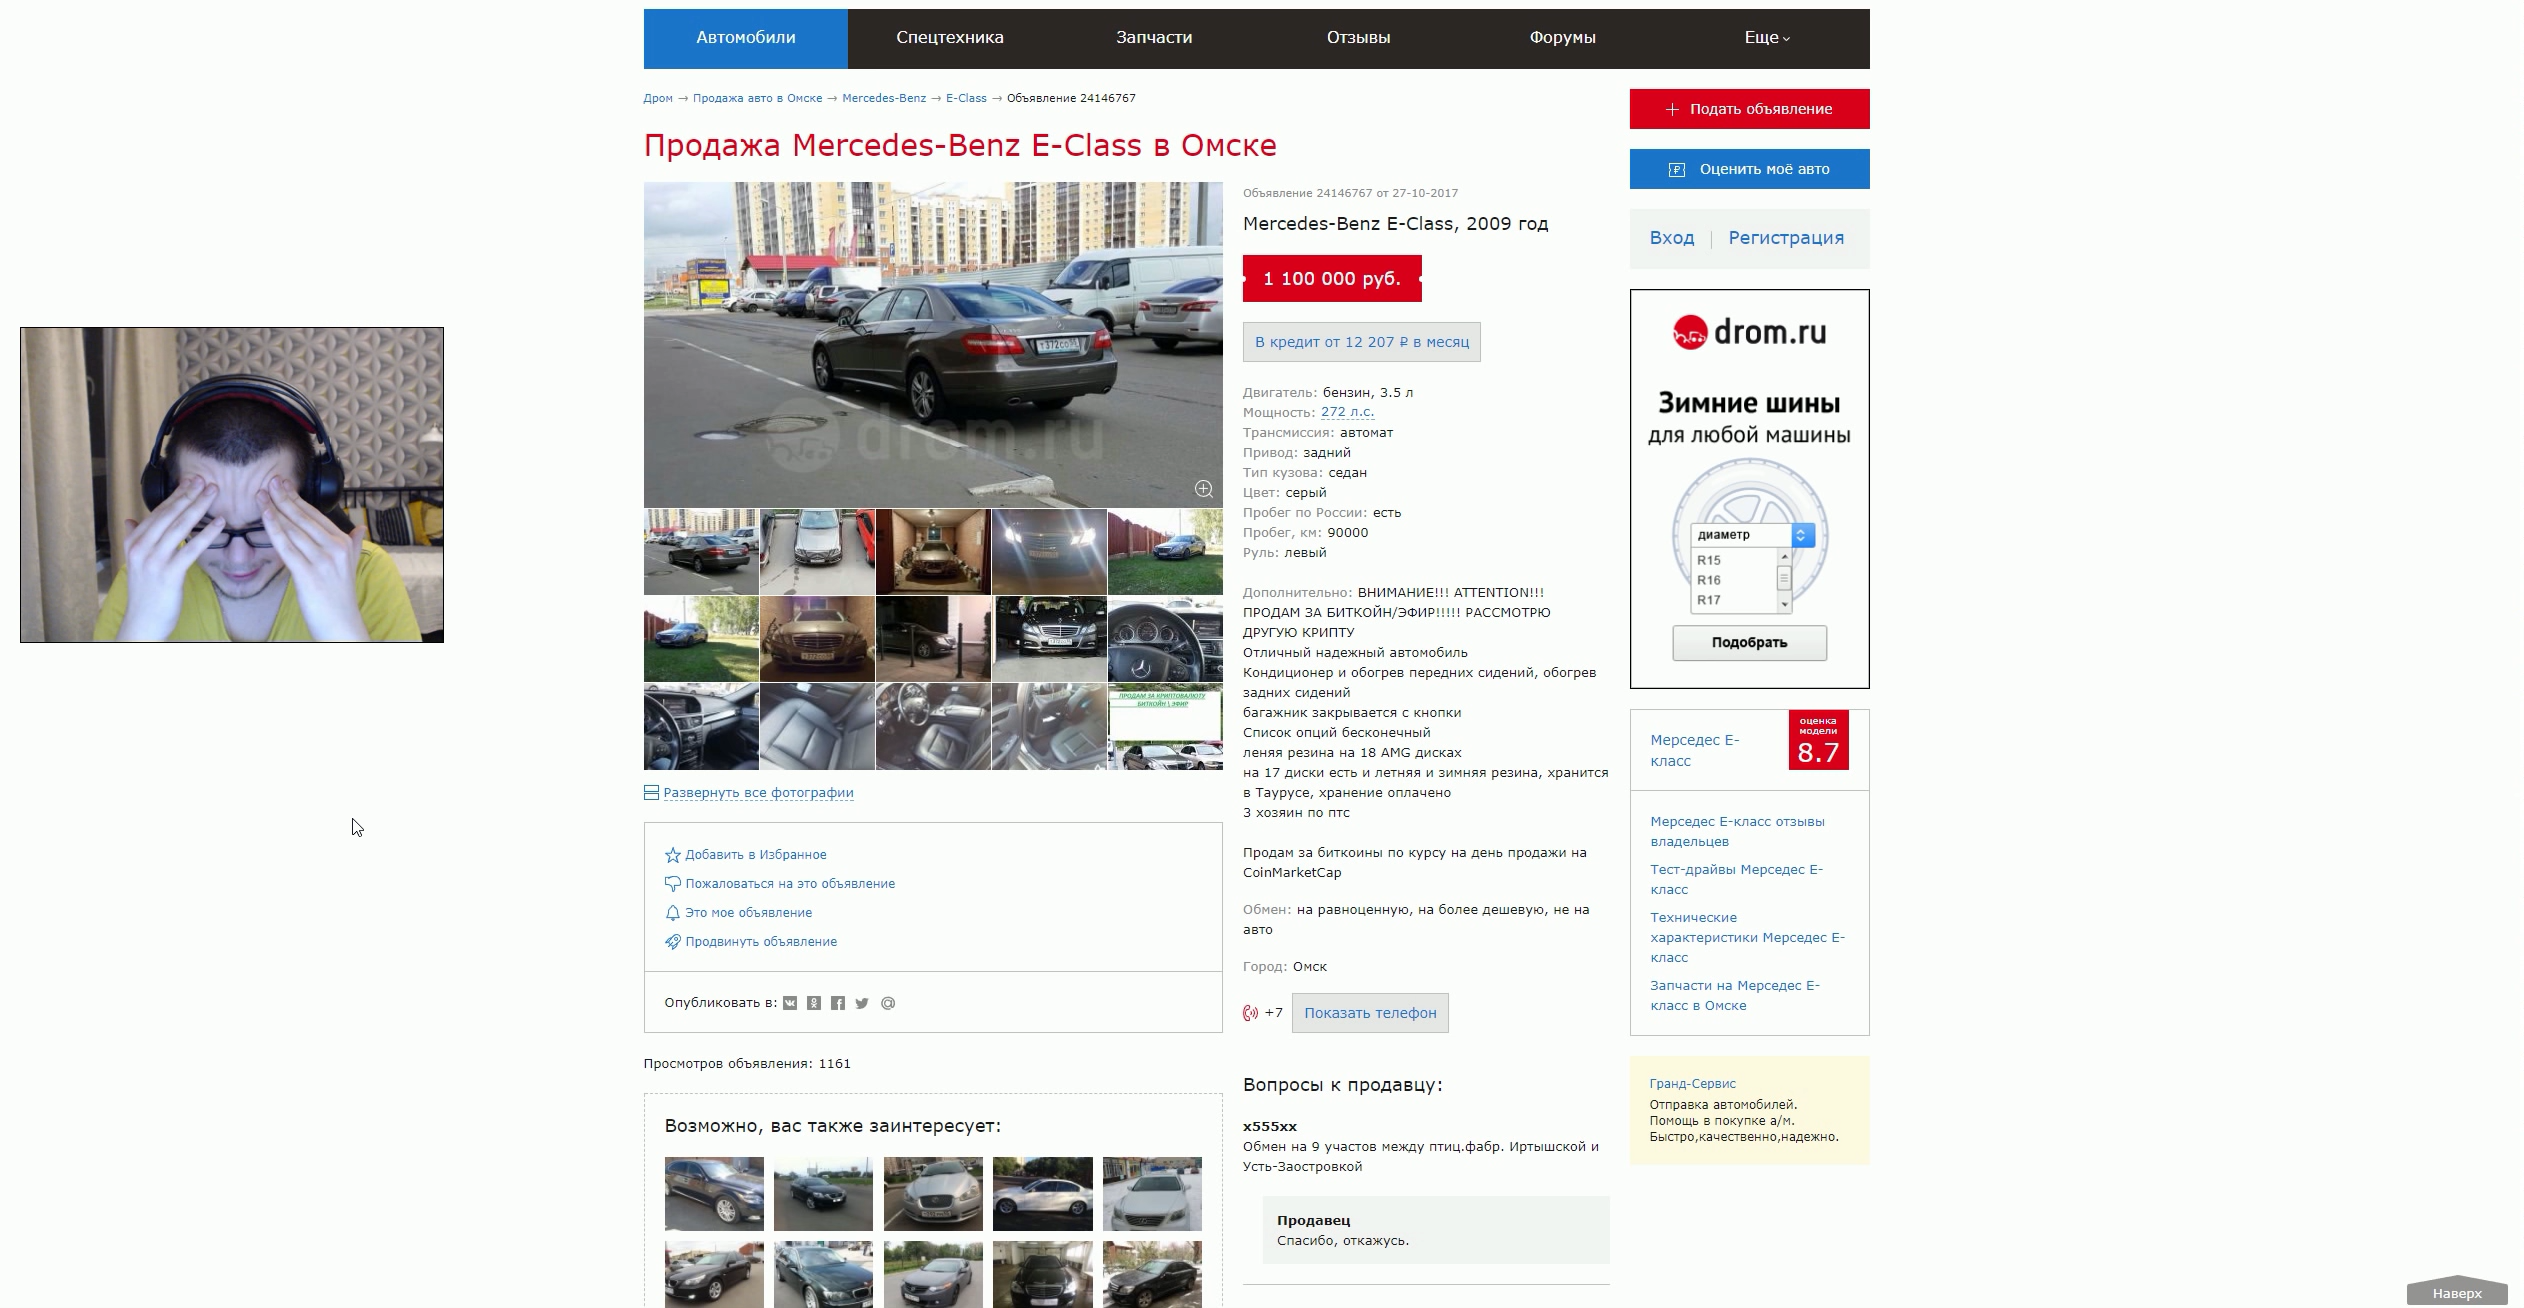 Автомобили
Спецтехника
Запчасти
Отзывы
Форумы
Еще
Дром → Продажа авто в Омске → Mercedes-Benz → E-Class → Объявление 24146767
Продажа Mercedes-Benz E-Class в Омске
drom.ru
ПРОДАМ ЗА КРИПТОВАЛЮТУ
БИТКОЙН \ ЭФИР
Развернуть все фотографии
Добавить в Избранное
Пожаловаться на это объявление
Это мое объявление
Продвинуть объявление
Опубликовать в:
Просмотров объявления: 1161
Возможно, вас также заинтересует:
Объявление 24146767 от 27-10-2017
Mercedes-Benz E-Class, 2009 год
1 100 000 руб.
В кредит от 12 207 ₽ в месяц
Двигатель: бензин, 3.5 л
Мощность: 272 л.с.
Трансмиссия: автомат
Привод: задний
Тип кузова: седан
Цвет: серый
Пробег по России: есть
Пробег, км: 90000
Руль: левый
Дополнительно: ВНИМАНИЕ!!! ATTENTION!!!
ПРОДАМ ЗА БИТКОЙН/ЭФИР!!!!! РАССМОТРЮ
ДРУГУЮ КРИПТУ
Отличный надежный автомобиль
Кондиционер и обогрев передних сидений, обогрев
задних сидений
багажник закрывается с кнопки
Список опций бесконечный
леняя резина на 18 AMG дисках
на 17 диски есть и летняя и зимняя резина, хранится
в Таурусе, хранение оплачено
3 хозяин по птс
Продам за биткоины по курсу на день продажи на
CoinMarketCap
Обмен: на равноценную, на более дешевую, не на
авто
Город: Омск
+7 Показать телефон
Вопросы к продавцу:
x555xx
Обмен на 9 участов между птиц.фабр. Иртышской и
Усть-Заостровкой
Продавец
Спасибо, откажусь.
Подать объявление
Оценить моё авто
Вход | Регистрация
drom.ru
Зимние шины
для любой машины
диаметр
R15
R16
R17
Подобрать
Мерседес Е-
класс
оценка
модели
8.7
Мерседес Е-класс отзывы
владельцев
Тест-драйвы Мерседес Е-
класс
Технические
характеристики Мерседес Е-
класс
Запчасти на Мерседес Е-
класс в Омске
Гранд-Сервис
Отправка автомобилей.
Помощь в покупке а/м.
Быстро,качественно,надежно.
Наверх